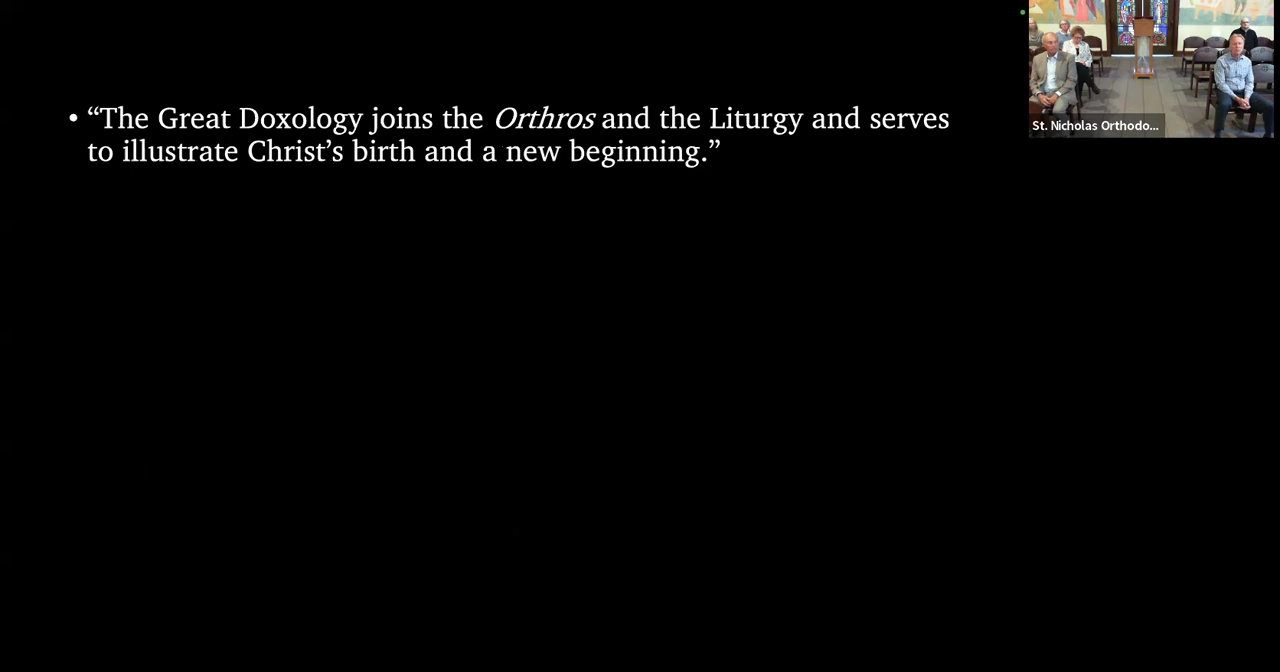 • “The Great Doxology joins the Orthros and the Liturgy and serves
to illustrate Christ’s birth and a new beginning.”
St. Nicholas Orthodo...